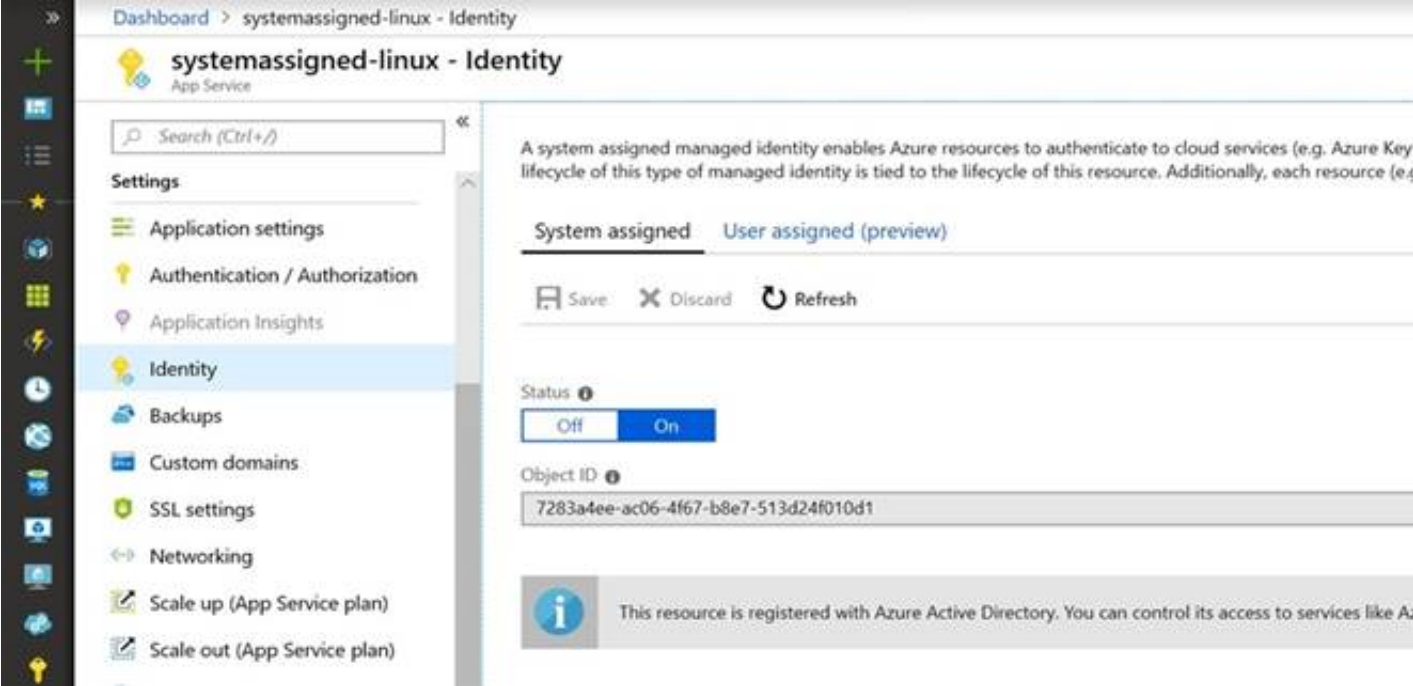 Dashboard > systemassigned-linux - Identity
systemassigned-linux - Identity
App Service
Search (Ctrl+/)
Settings
Application settings
Authentication / Authorization
Application Insights
Identity
Backups
Custom domains
SSL settings
Networking
Scale up (App Service plan)
Scale out (App Service plan)
A system assigned managed identity enables Azure resources to authenticate to cloud services (e.g. Azure Key
lifecycle of this type of managed identity is tied to the lifecycle of this resource. Additionally, each resource (e.g
System assigned User assigned (preview)
Save Discard Refresh
Status
Off On
Object ID
7283a4ee-ac06-4f67-b8e7-513d24f010d1
This resource is registered with Azure Active Directory. You can control its access to services like Az